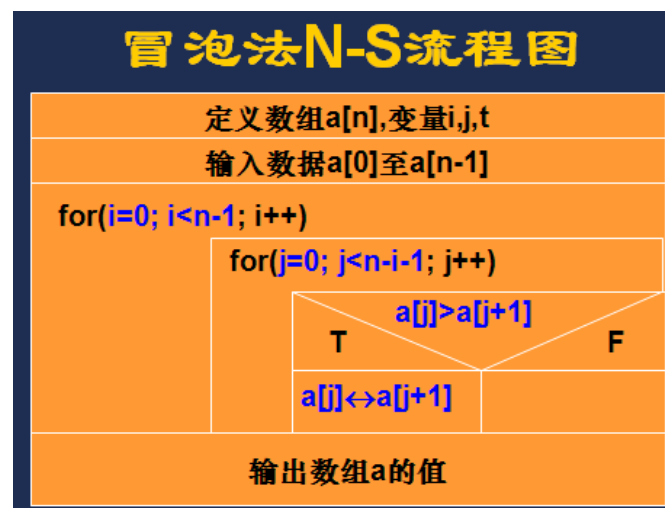 冒泡法N-S流程图
定义数组a[n],变量i,j,t
输入数据a[0]至a[n-1]
for(i=0; i<n-1; i++)
for(j=0; j<n-i-1; j++)
a[j]>a[j+1]
T F
a[j]↔a[j+1]
输出数组a的值